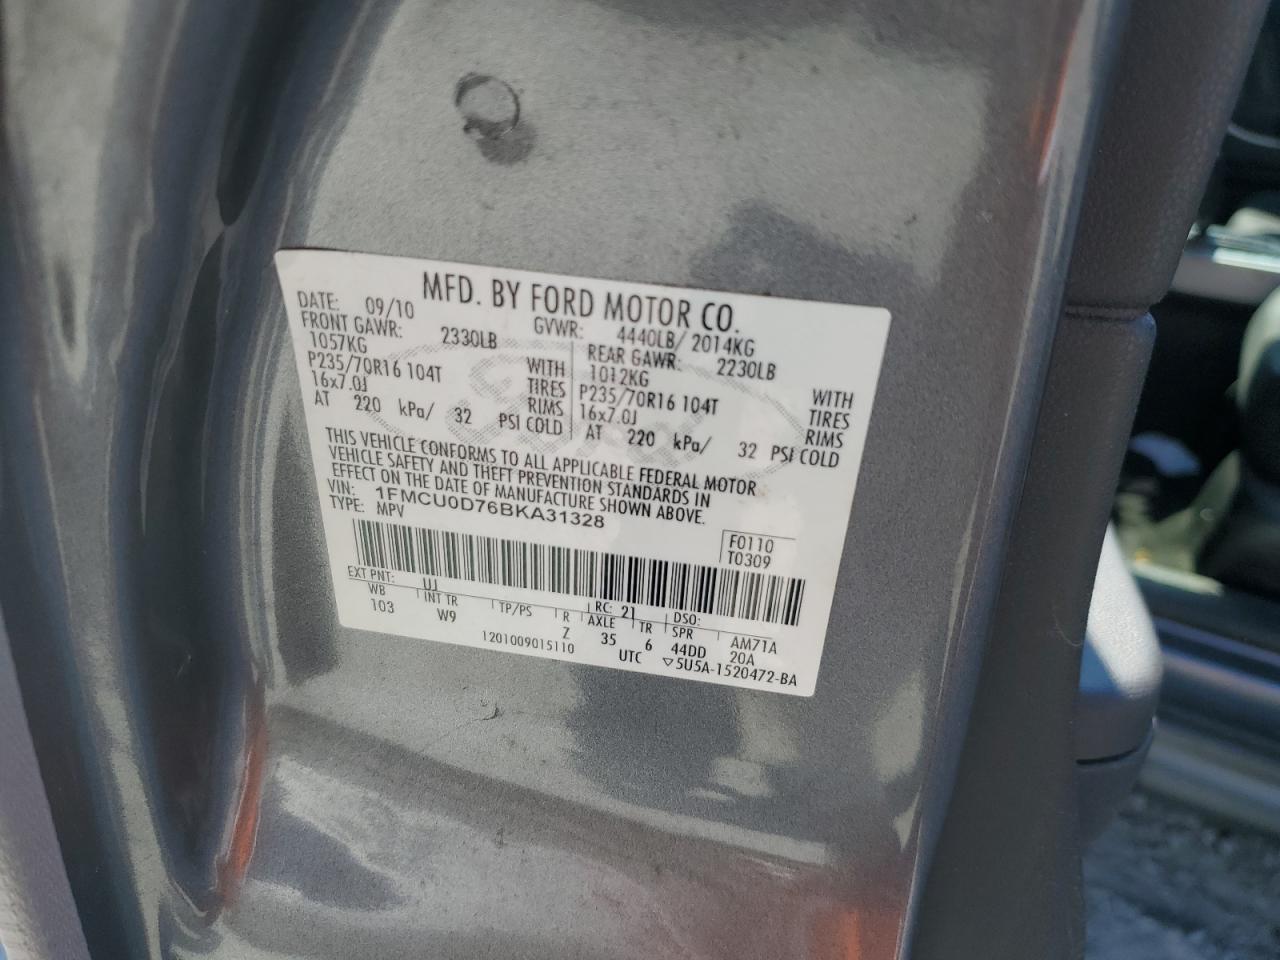 MFD. BY FORD MOTOR CO.
DATE: 09/10 GVWR: 4440LB/ 2014KG
FRONT GAWR: 2330LB REAR GAWR: 2230LB
1057KG WITH 1012KG WITH
P235/70R16 104T TIRES P235/70R16 104T TIRES
16x7.0J RIMS 16x7.0J RIMS
AT 220 kPa/ 32 PSI COLD AT 220 kPa/ 32 PSI COLD
THIS VEHICLE CONFORMS TO ALL APPLICABLE FEDERAL MOTOR
VEHICLE SAFETY AND THEFT PREVENTION STANDARDS IN
EFFECT ON THE DATE OF MANUFACTURE SHOWN ABOVE.
VIN: 1FMCU0D76BKA31328
TYPE: MPV
F0110
T0309
EXT PNT: UJ RC: 21 DSO:
WB INT TR TP/PS R AXLE TR SPR AM71A
103 W9 Z 35 6 44DD 20A
1201009015110 UTC ▽5U5A-1520472-BA
Ford